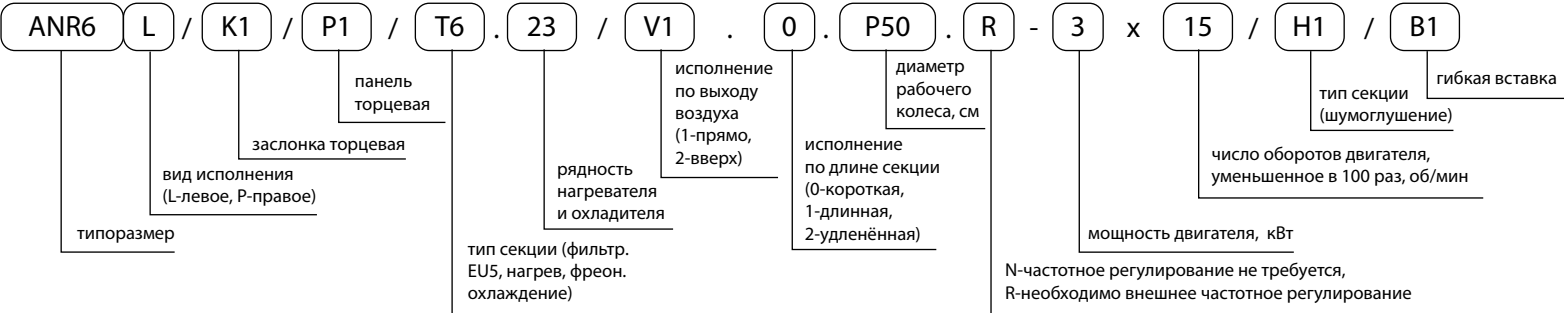 ANR6 L / K1 / P1 / T6 . 23 / V1 . 0 . P50 . R - 3 x 15 / H1 / B1
панель
торцевая
заслонка торцевая
вид исполнения
(L-левое, P-правое)
типоразмер
исполнение
по выходу
воздуха
(1-прямо,
2-вверх)
рядность
нагревателя
и охладителя
тип секции (фильтр.
EU5, нагрев, фреон.
охлаждение)
диаметр
рабочего
колеса, см
исполнение
по длине секции
(0-короткая,
1-длинная,
2-удленённая)
гибкая вставка
тип секции
(шумоглушение)
число оборотов двигателя,
уменьшенное в 100 раз, об/мин
мощность двигателя, кВт
N-частотное регулирование не требуется,
R-необходимо внешнее частотное регулирование